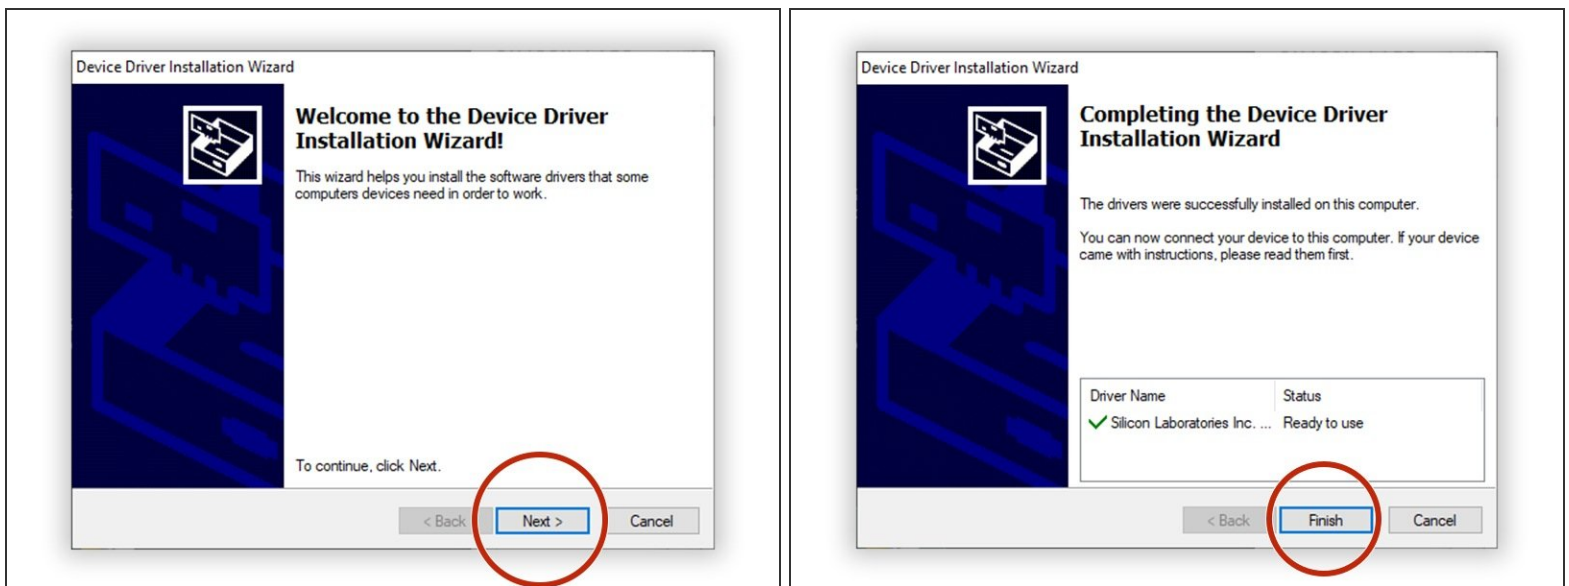 Device Driver Installation Wizard
Welcome to the Device Driver
Installation Wizard!
This wizard helps you install the software drivers that some
computers devices need in order to work.
To continue, click Next.
< Back
Next >
Cancel
Device Driver Installation Wizard
Completing the Device Driver
Installation Wizard
The drivers were successfully installed on this computer.
You can now connect your device to this computer. If your device
came with instructions, please read them first.
Driver Name Status
Silicon Laboratories Inc. ... Ready to use
< Back
Finish
Cancel